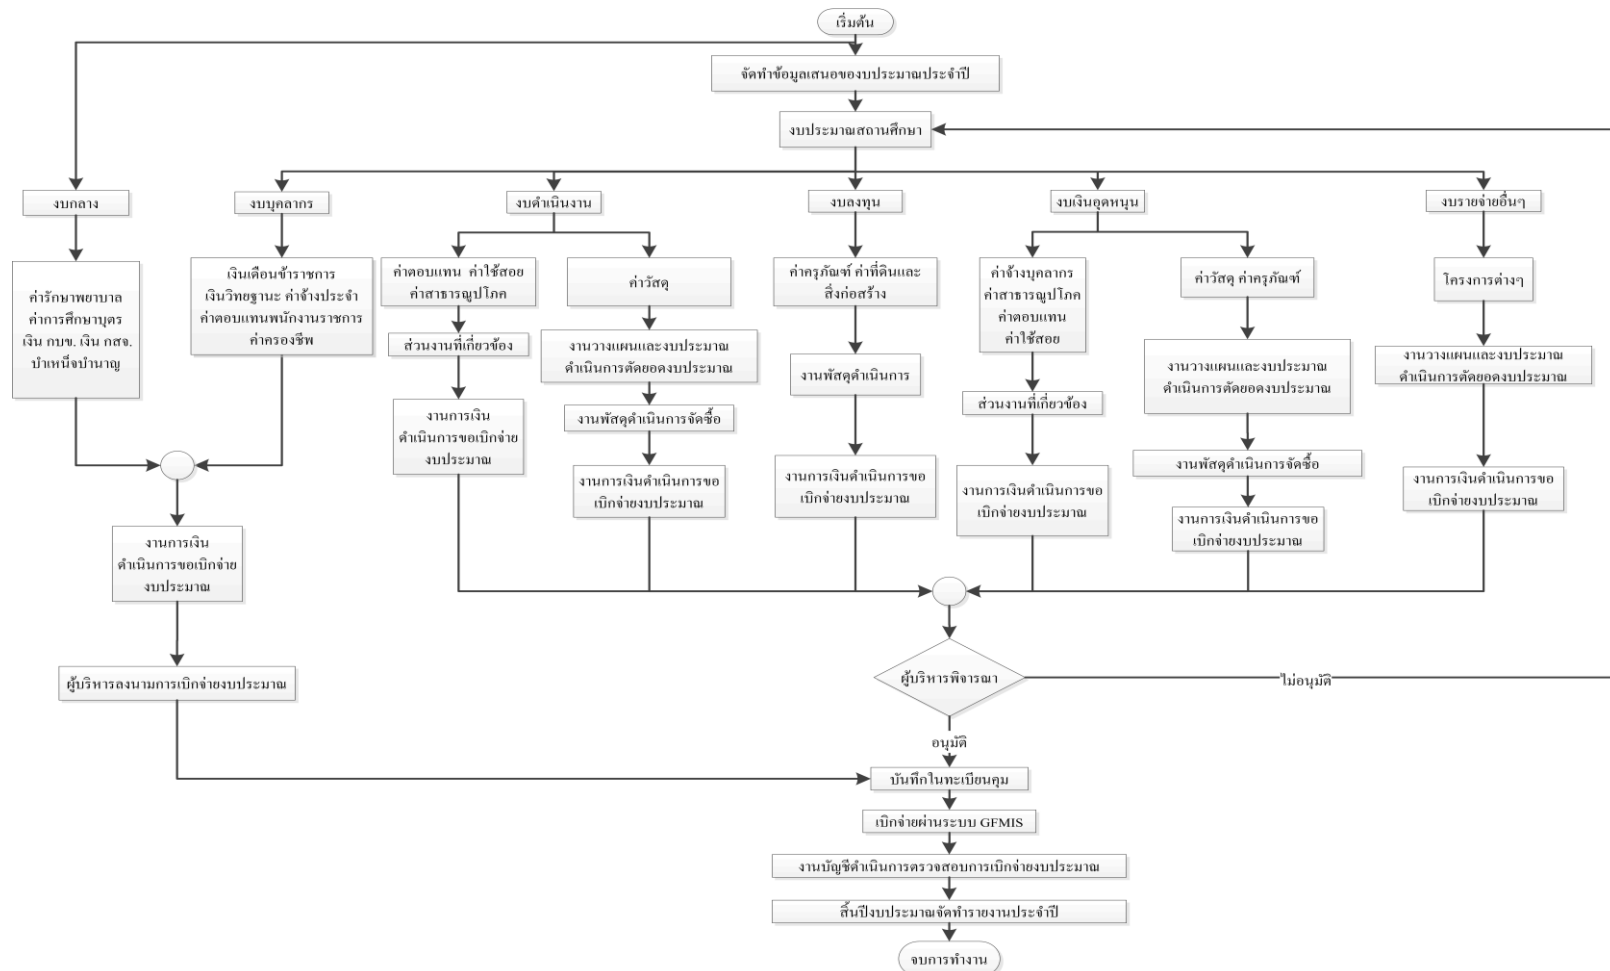 เริ่มต้น
จัดทำข้อมูลเสนอของบประมาณประจำปี
งบประมาณสถานศึกษา
งบกลาง
งบบุคลากร
งบดำเนินงาน
งบลงทุน
งบเงินอุดหนุน
งบรายจ่ายอื่นๆ
ค่ารักษาพยาบาล
ค่าการศึกษาบุตร
เงิน กบข. เงิน กสจ.
บำเหน็จบำนาญ
เงินเดือนข้าราชการ
เงินวิทยฐานะ ค่าจ้างประจำ
ค่าตอบแทนพนักงานราชการ
ค่าครองชีพ
ค่าตอบแทน ค่าใช้สอย
ค่าสาธารณูปโภค
ค่าวัสดุ
ค่าครุภัณฑ์ ค่าที่ดินและ
สิ่งก่อสร้าง
ค่าจ้างบุคลากร
ค่าสาธารณูปโภค
ค่าตอบแทน
ค่าใช้สอย
ค่าวัสดุ ค่าครุภัณฑ์
โครงการต่างๆ
ส่วนงานที่เกี่ยวข้อง
งานวางแผนและงบประมาณ
ดำเนินการตัดยอดงบประมาณ
งานพัสดุดำเนินการ
ส่วนงานที่เกี่ยวข้อง
งานวางแผนและงบประมาณ
ดำเนินการตัดยอดงบประมาณ
งานวางแผนและงบประมาณ
ดำเนินการตัดยอดงบประมาณ
งานการเงิน
ดำเนินการขอเบิกจ่าย
งบประมาณ
งานพัสดุดำเนินการจัดซื้อ
งานการเงินดำเนินการขอ
เบิกจ่ายงบประมาณ
งานการเงินดำเนินการขอ
เบิกจ่ายงบประมาณ
งานการเงินดำเนินการขอ
เบิกจ่ายงบประมาณ
งานพัสดุดำเนินการจัดซื้อ
งานการเงินดำเนินการขอ
เบิกจ่ายงบประมาณ
งานการเงินดำเนินการขอ
เบิกจ่ายงบประมาณ
งานการเงิน
ดำเนินการขอเบิกจ่าย
งบประมาณ
ผู้บริหารลงนามการเบิกจ่ายงบประมาณ
ผู้บริหารพิจารณา
ไม่อนุมัติ
อนุมัติ
บันทึกในทะเบียนคุม
เบิกจ่ายผ่านระบบ GFMIS
งานบัญชีดำเนินการตรวจสอบการเบิกจ่ายงบประมาณ
สิ้นปีงบประมาณจัดทำรายงานประจำปี
จบการทำงาน